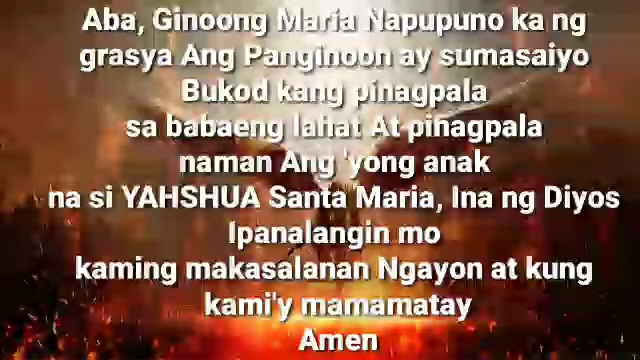 Aba, Ginoong Maria Napupuno ka ng
grasya Ang Panginoon ay sumasaiyo
Bukod kang pinagpala
sa babaeng lahat At pinagpala
naman Ang 'yong anak
na si YAHSHUA Santa Maria, Ina ng Diyos
Ipanalangin mo
kaming makasalanan Ngayon at kung
kami'y mamamatay
Amen